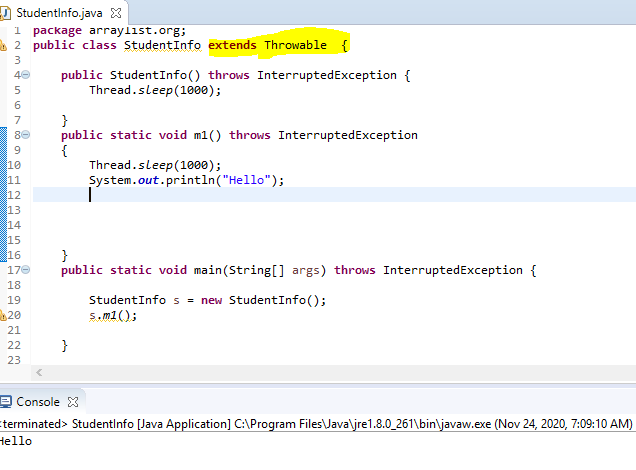 StudentInfo.java
1 package arraylist.org;
2 public class StudentInfo extends Throwable {
3
4 public StudentInfo() throws InterruptedException {
5 Thread.sleep(1000);
6
7 }
8 public static void m1() throws InterruptedException
9 {
10 Thread.sleep(1000);
11 System.out.println("Hello");
12
13
14
15
16 }
17 public static void main(String[] args) throws InterruptedException {
18
19 StudentInfo s = new StudentInfo();
20 s.m1();
21
22 }
23
Console
<terminated> StudentInfo [Java Application] C:\Program Files\Java\jre1.8.0_261\bin\javaw.exe (Nov 24, 2020, 7:09:10 AM)
Hello